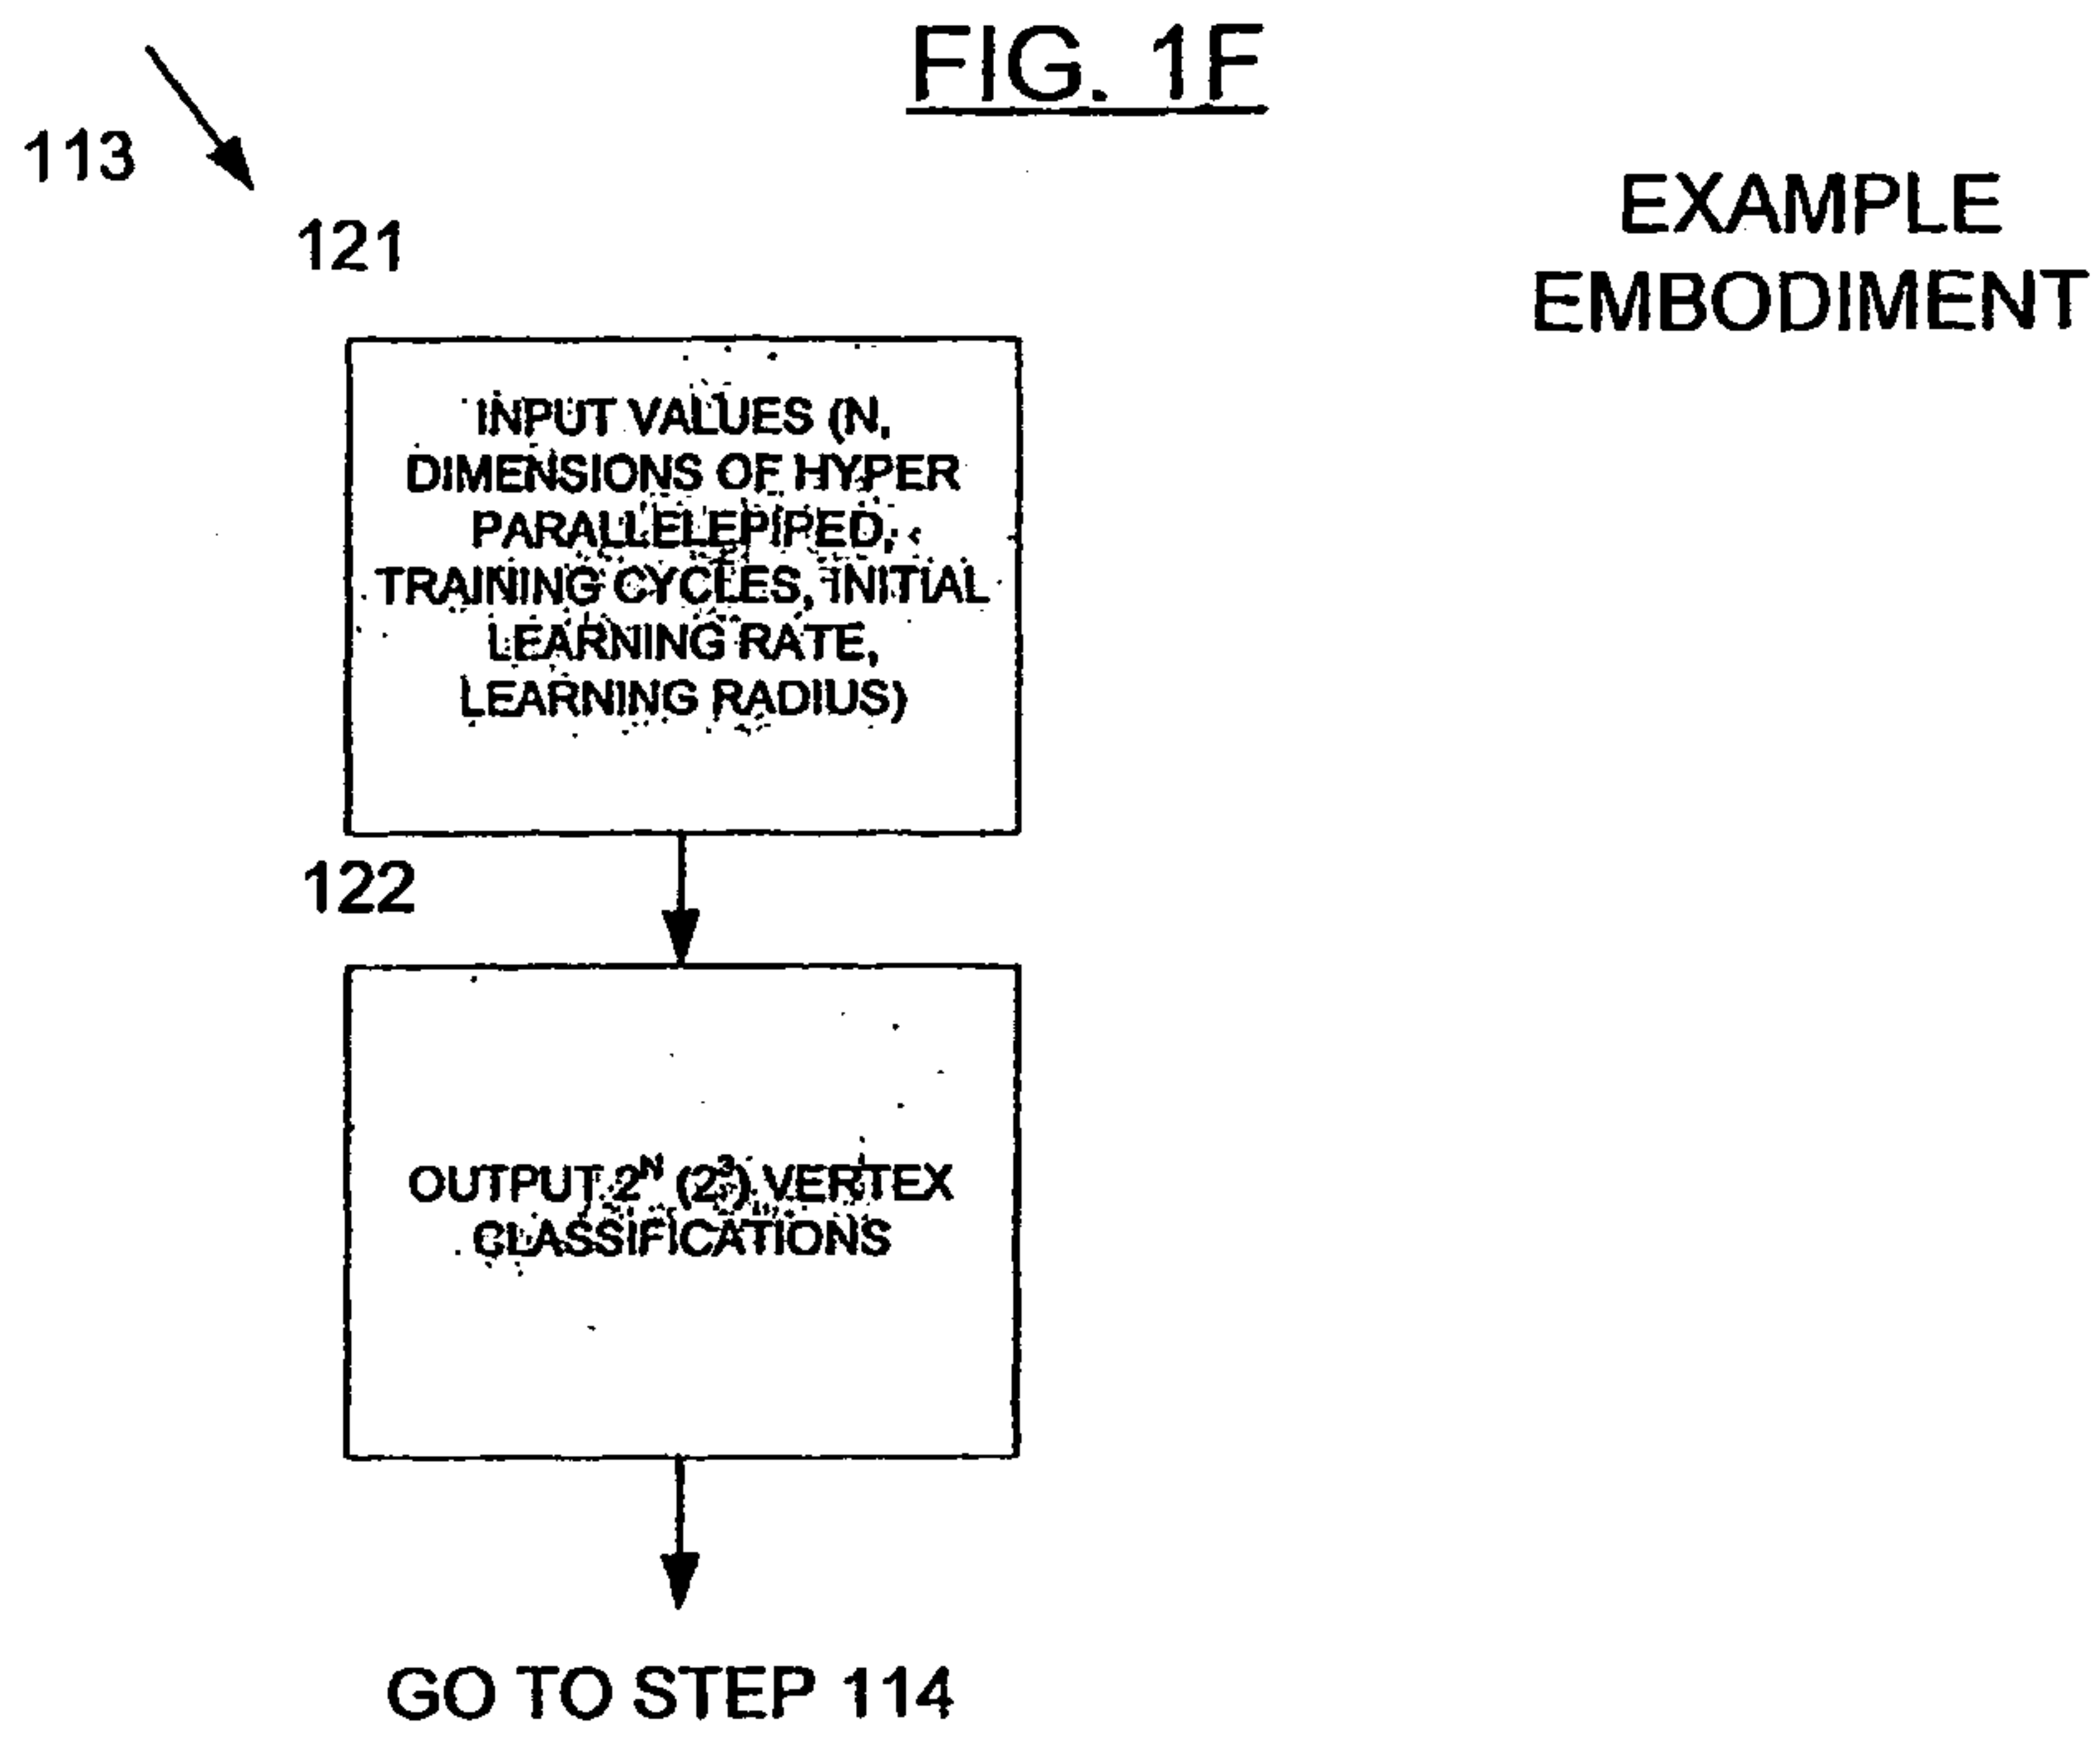 FIG. 1F
113
121
EXAMPLE
EMBODIMENT
INPUT VALUES (N,
DIMENSIONS OF HYPER
PARALLELEPIPED,
TRAINING CYCLES, INITIAL
LEARNING RATE,
LEARNING RADIUS)
122
OUTPUT 2ᴺ (2³) VERTEX
CLASSIFICATIONS
GO TO STEP 114